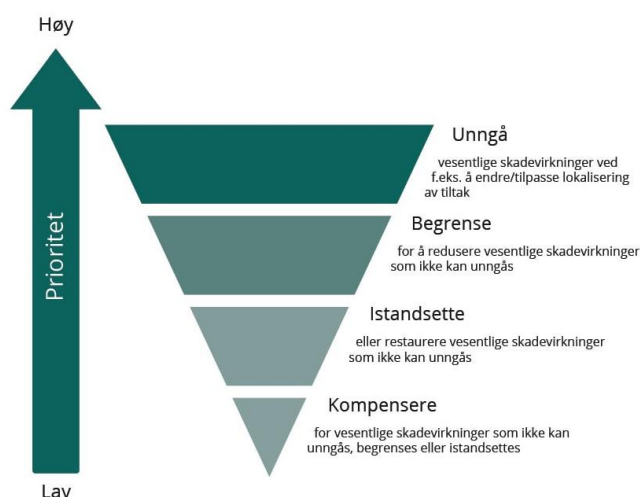 Høy
Prioritet
Unngå
vesentlige skadevirkninger ved
f.eks. å endre/tilpasse lokalisering
av tiltak
Begrense
for å redusere vesentlige skadevirkninger
som ikke kan unngås
Istandsette
eller restaurere vesentlige skadevirkninger
som ikke kan unngås
Kompensere
for vesentlige skadevirkninger som ikke kan
unngås, begrenses eller istandsettes
Lav